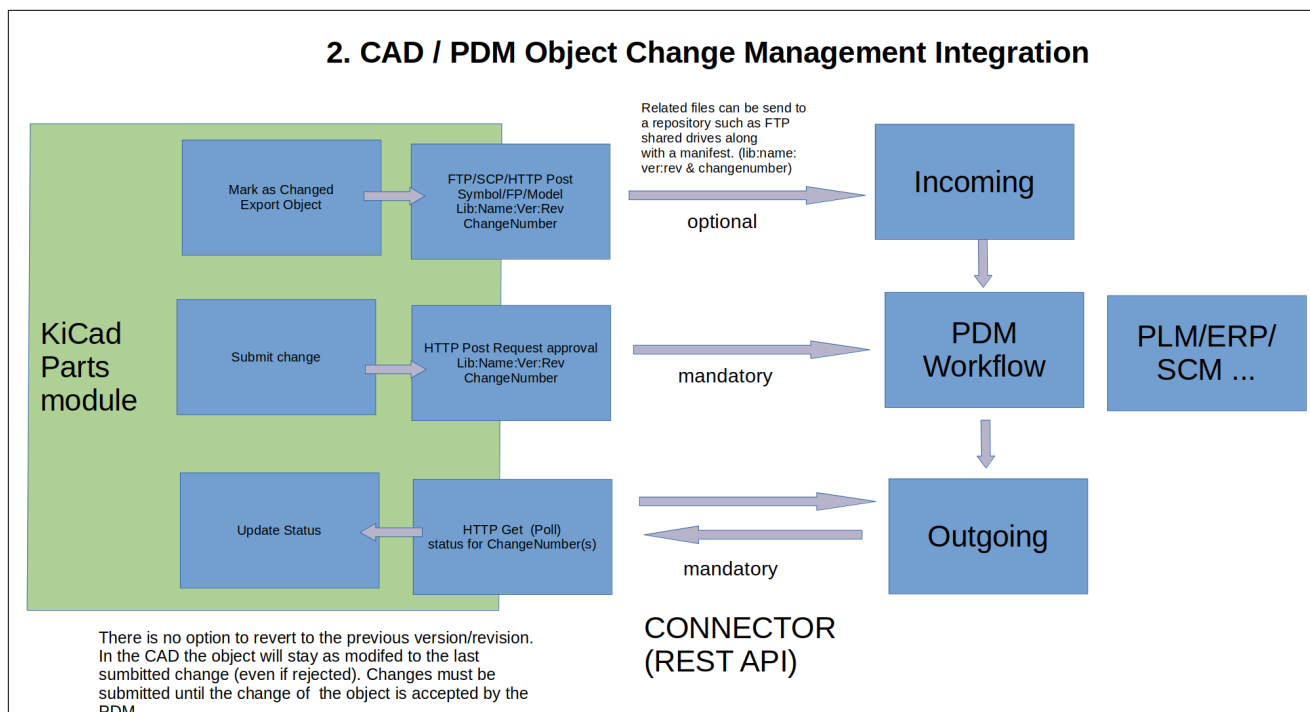 2. CAD / PDM Object Change Management Integration
Related files can be send to
a repository such as FTP
shared drives along
with a manifest. (lib:name:
ver:rev & changenumber)
Mark as Changed
Export Object
FTP/SCP/HTTP Post
Symbol/FP/Model
Lib:Name:Ver:Rev
ChangeNumber
optional
Incoming
KiCad
Parts
module
Submit change
HTTP Post Request approval
Lib:Name:Ver:Rev
ChangeNumber
mandatory
PDM
Workflow
PLM/ERP/
SCM ...
Update Status
HTTP Get  (Poll)
status for ChangeNumber(s)
mandatory
Outgoing
CONNECTOR
(REST API)
There is no option to revert to the previous version/revision.
In the CAD the object will stay as modifed to the last
sumbitted change (even if rejected). Changes must be
submitted until the change of  the object is accepted by the
PDM